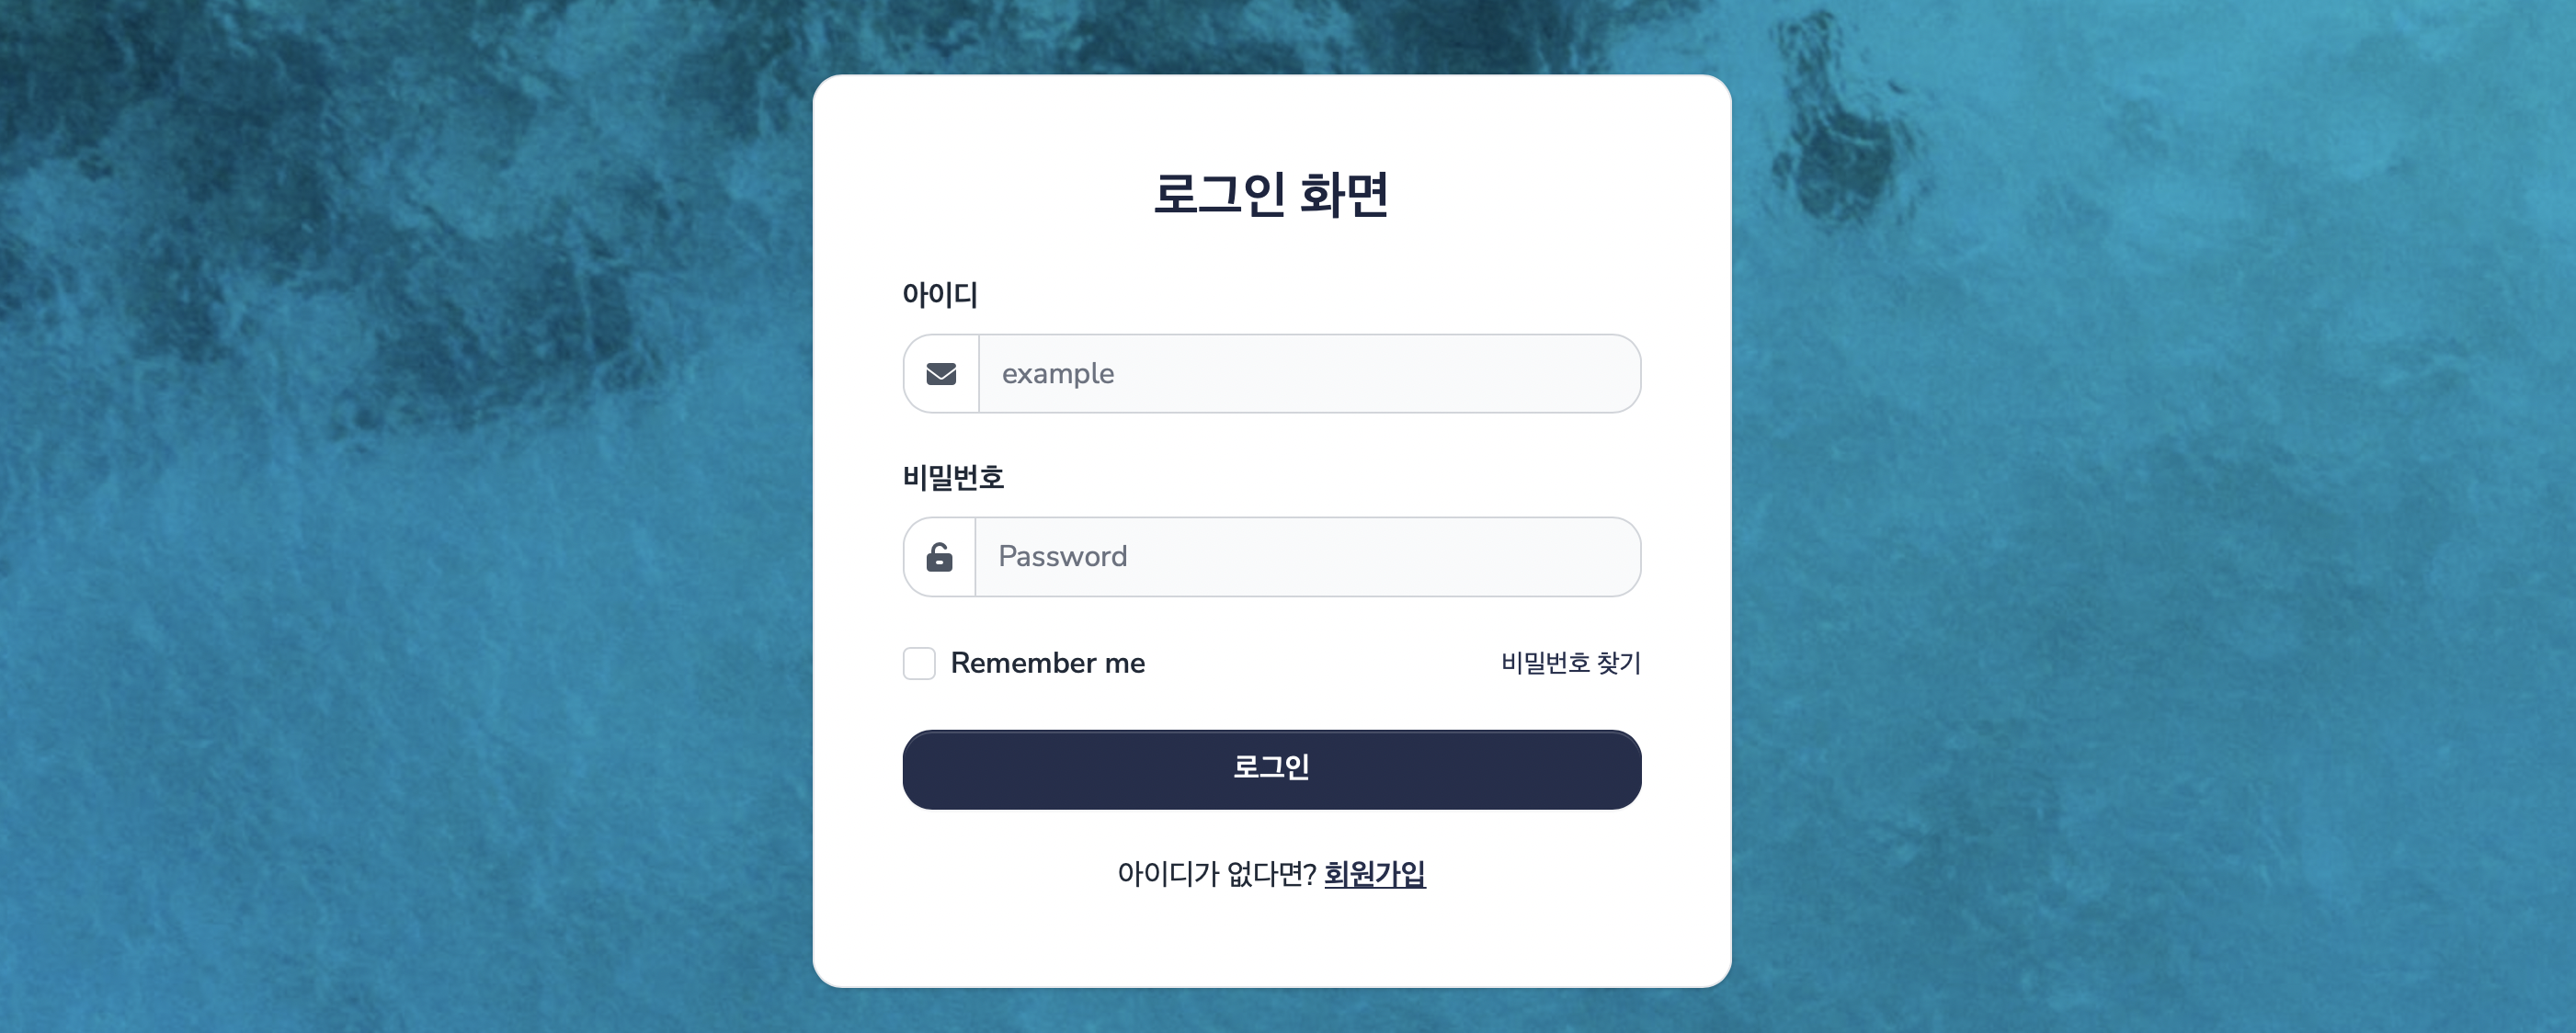 로그인 화면
아이디
example
비밀번호
Password
Remember me
비밀번호 찾기
로그인
아이디가 없다면? 회원가입